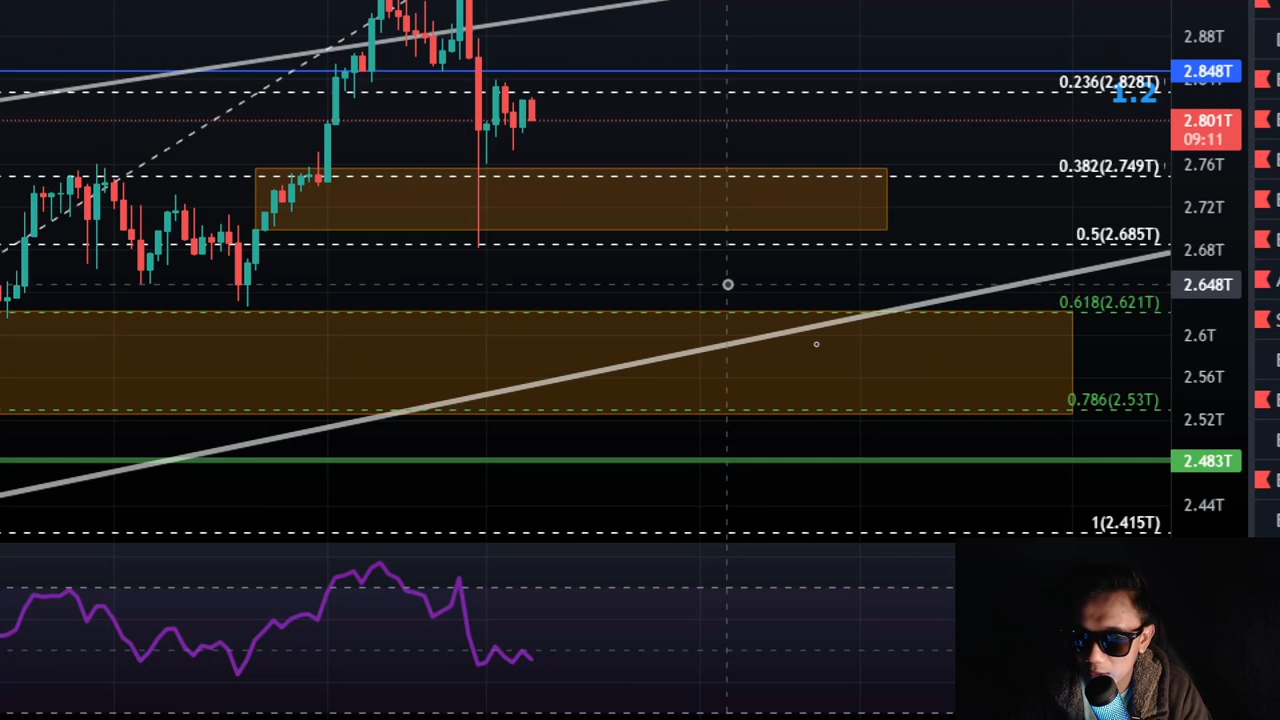 2.88T
2.848T
0.236(2.828T)
1.2
2.801T
09:11
0.382(2.749T)
2.76T
2.72T
0.5(2.685T)
2.68T
2.648T
0.618(2.621T)
2.6T
2.56T
0.786(2.53T)
2.52T
2.483T
2.44T
1(2.415T)